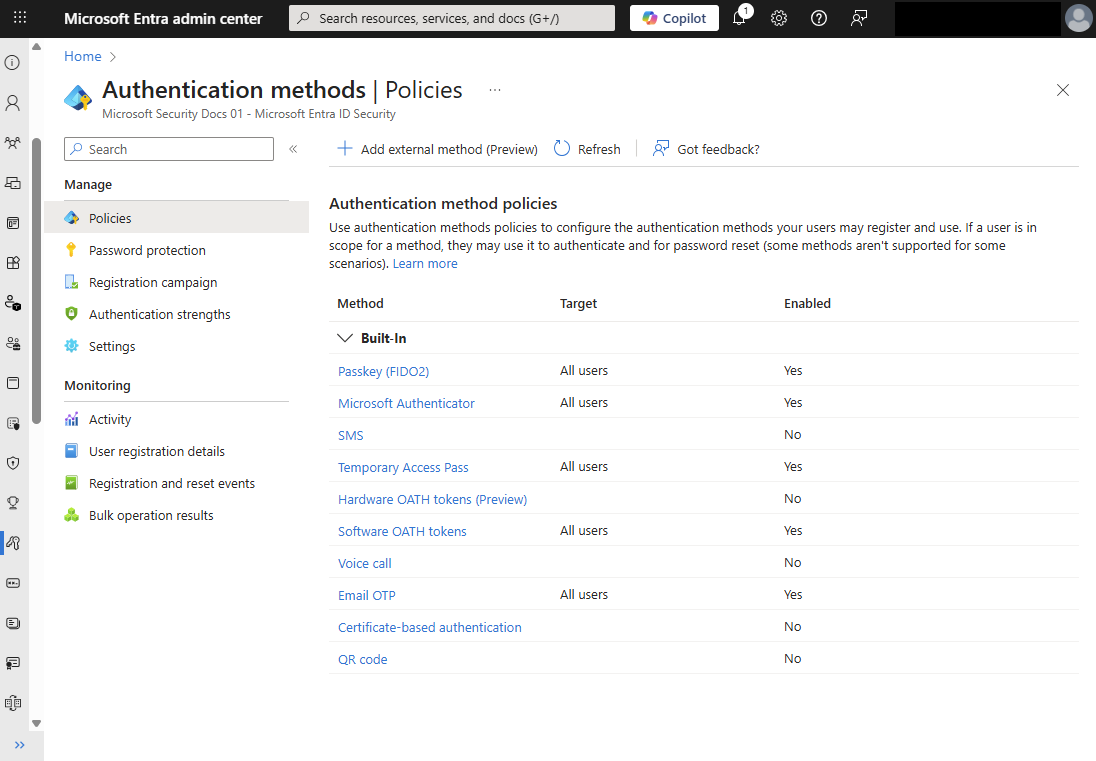 Microsoft Entra admin center
Search resources, services, and docs (G+/)
Copilot
1
Home
Authentication methods | Policies
Microsoft Security Docs 01 - Microsoft Entra ID Security
Search
Manage
Policies
Password protection
Registration campaign
Authentication strengths
Settings
Monitoring
Activity
User registration details
Registration and reset events
Bulk operation results
Add external method (Preview)
Refresh
Got feedback?
Authentication method policies
Use authentication methods policies to configure the authentication methods your users may register and use. If a user is in
scope for a method, they may use it to authenticate and for password reset (some methods aren't supported for some
scenarios). Learn more
Method Target Enabled
Built-In
Passkey (FIDO2) All users Yes
Microsoft Authenticator All users Yes
SMS No
Temporary Access Pass All users Yes
Hardware OATH tokens (Preview) No
Software OATH tokens All users Yes
Voice call No
Email OTP All users Yes
Certificate-based authentication No
QR code No